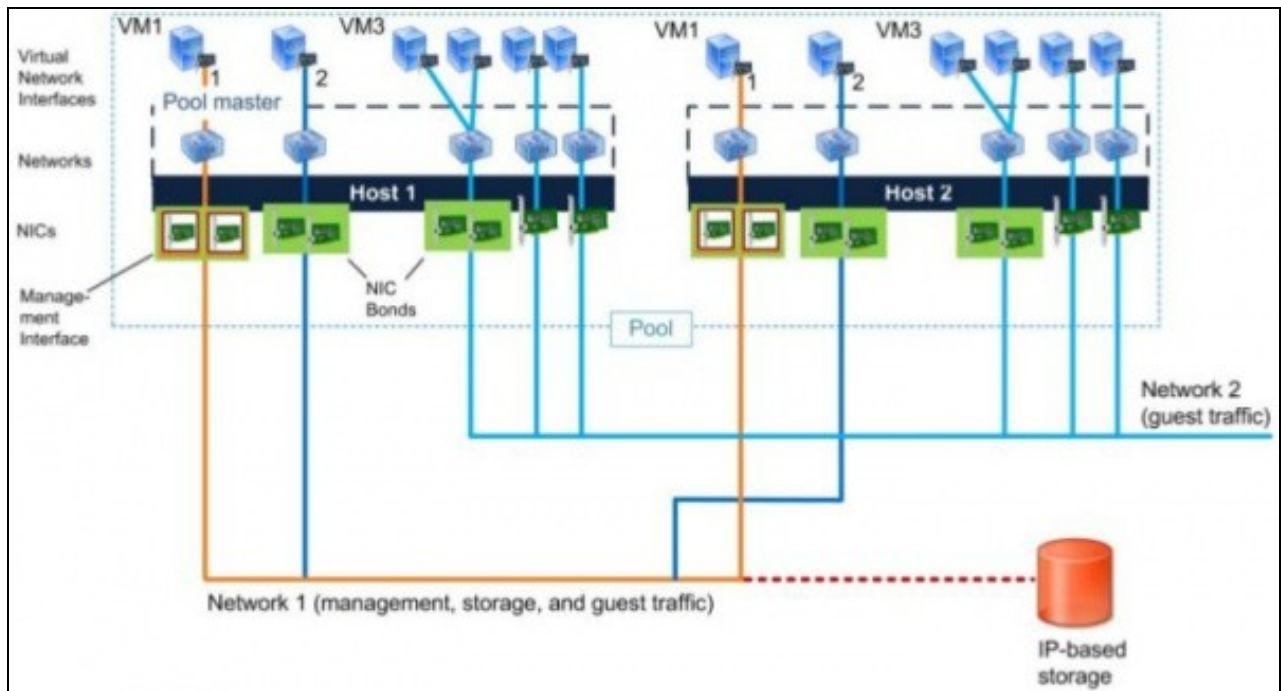 VM1
VM3
VM1
VM3
Virtual
Network
Interfaces
1
2
1
2
Pool master
Networks
Host 1
Host 2
NICs
NIC
Bonds
Manage-
ment
Interface
Pool
Network 2
(guest traffic)
Network 1 (management, storage, and guest traffic)
IP-based
storage